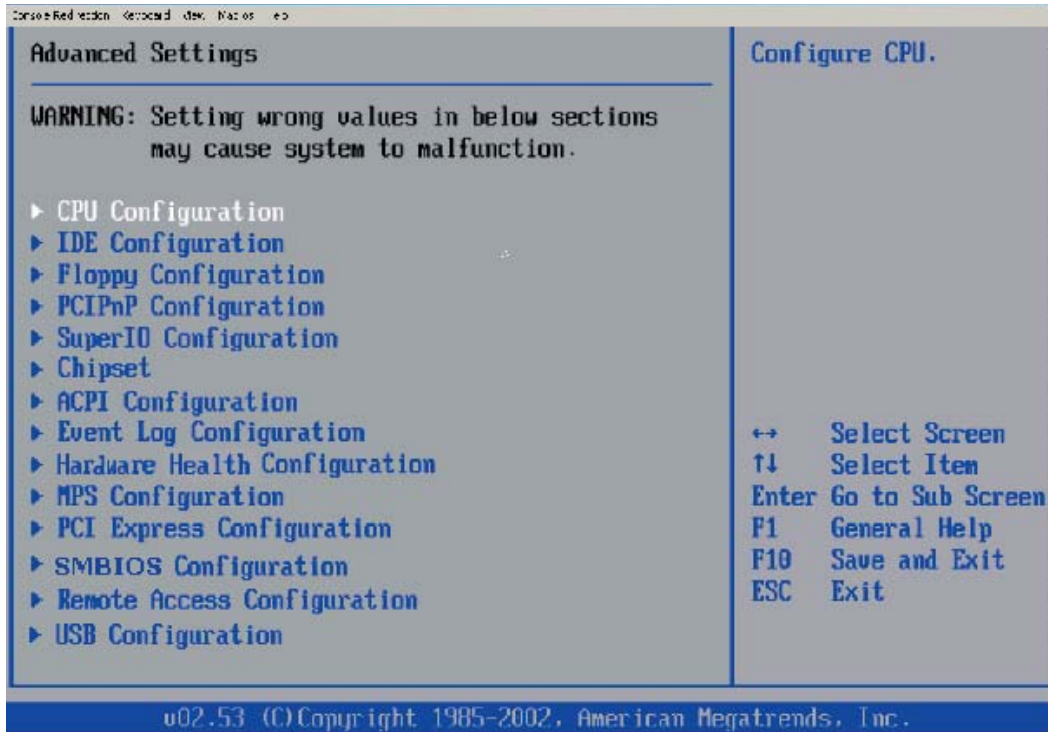 Keyboard
Advanced Settings
WARNING: Setting wrong values in below sections
may cause system to malfunction.
CPU Configuration
IDE Configuration
Floppy Configuration
PCIPnP Configuration
SuperIO Configuration
Chipset
ACPI Configuration
Event Log Configuration
Hardware Health Configuration
MPS Configuration
PCI Express Configuration
SMBIOS Configuration
Remote Access Configuration
USB Configuration
Configure CPU.
↔ Select Screen
↑↓ Select Item
Enter Go to Sub Screen
F1 General Help
F10 Save and Exit
ESC Exit
v02.53 (C)Copyright 1985-2002, American Megatrends, Inc.